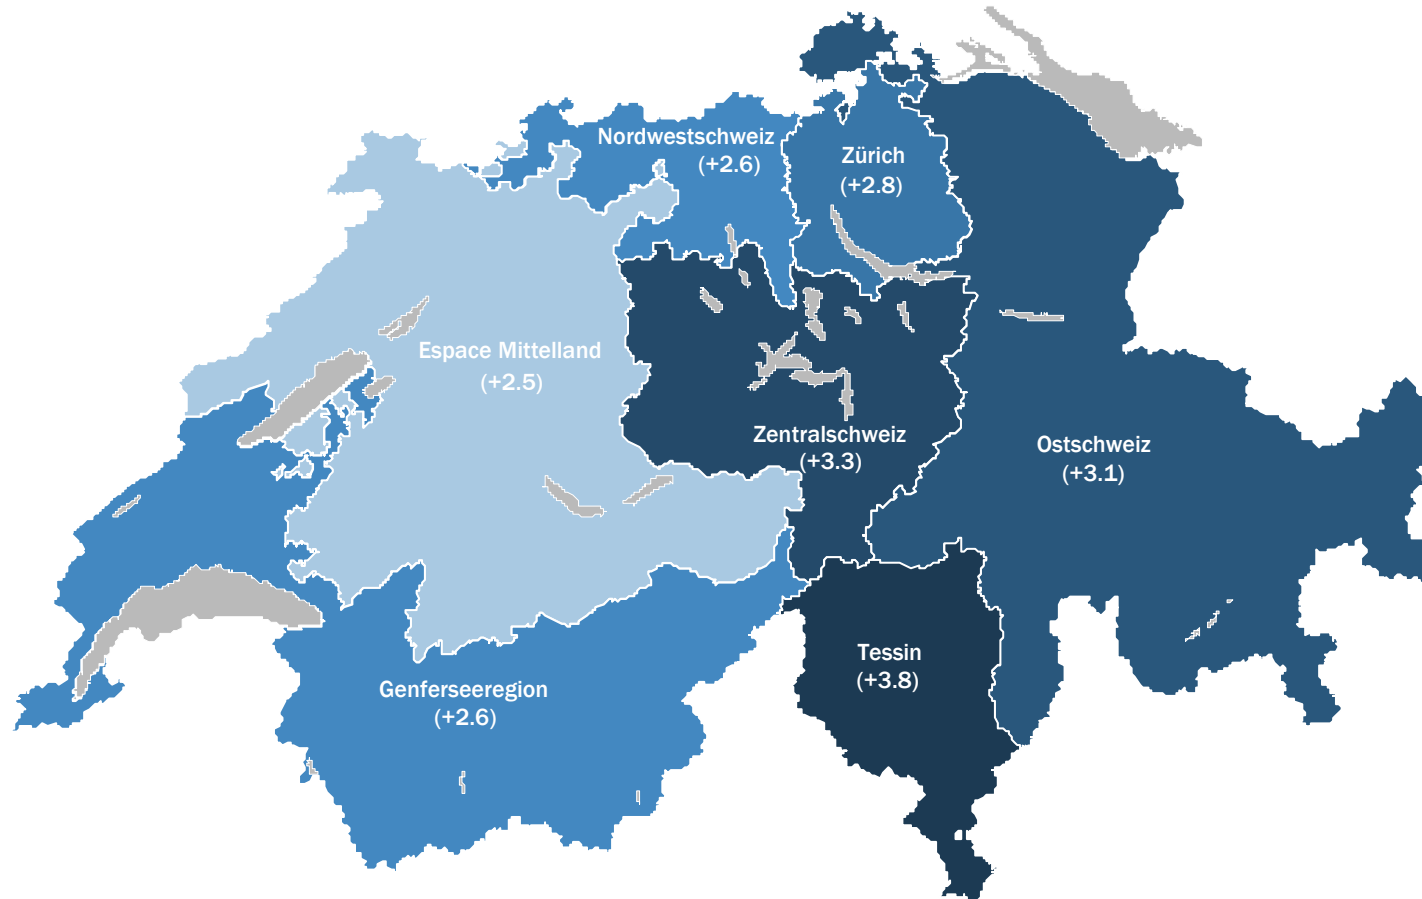 Nordwestschweiz
(+2.6)
Zürich
(+2.8)
Espace Mittelland
(+2.5)
Zentralschweiz
(+3.3)
Ostschweiz
(+3.1)
Tessin
(+3.8)
Genferseeregion
(+2.6)